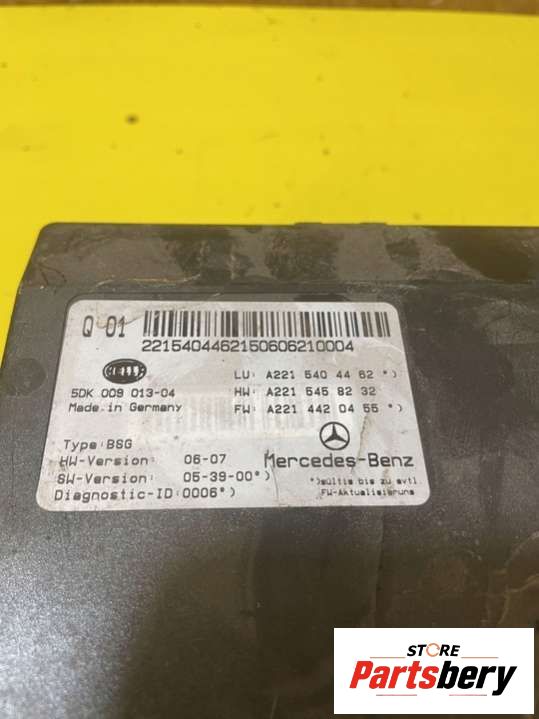 Q 01
2215404462150606210004
HELLA
LU: A221 540 44 62 *)
5DK 009 013-04
HW: A221 545 82 32
Made in Germany
FW: A221 442 04 55 *)
Type: BSG
HW-Version: 06-07
Mercedes-Benz
SW-Version: 05-39-00*)
*)gültig bis zu evtl.
Diagnostic-ID:0006*)
FW-Aktualisierung
STORE
Partsbery